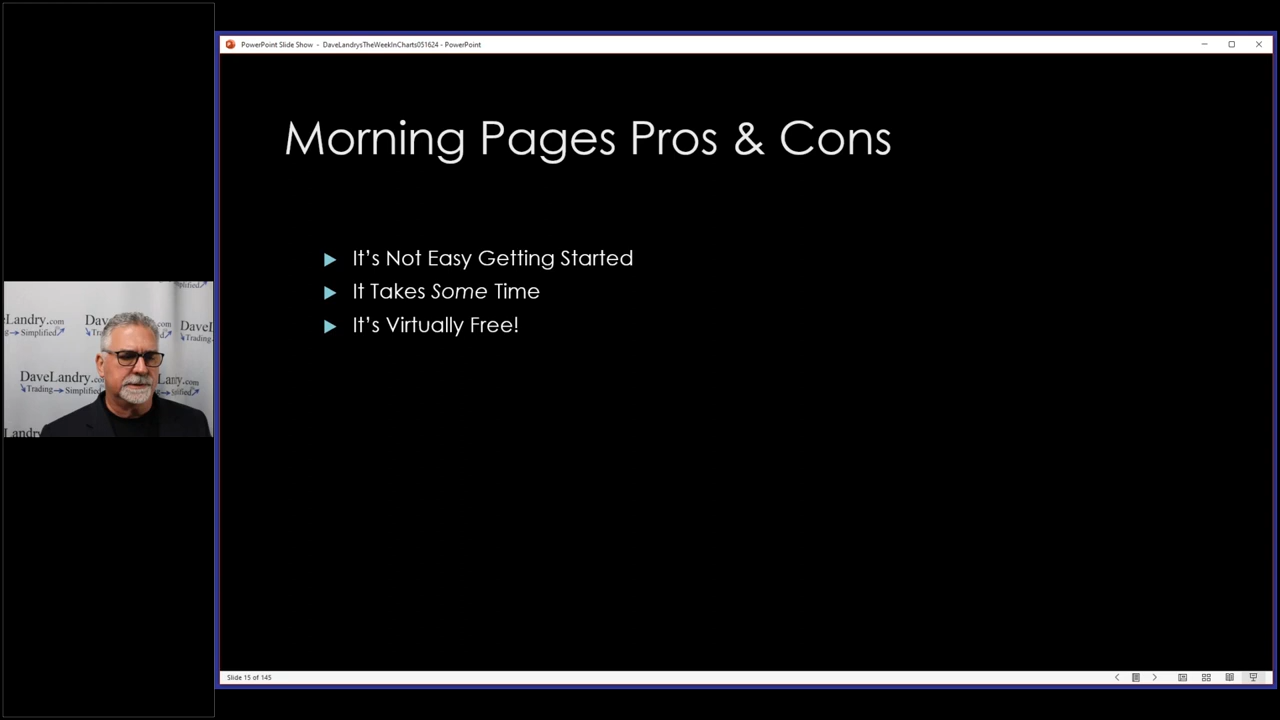 PowerPoint Slide Show - DaveLandrysTheWeekInCharts051624 - PowerPoint
Morning Pages Pros & Cons
It's Not Easy Getting Started
It Takes Some Time
It's Virtually Free!
DaveLandry.com
Trading Simplified
Slide 15 of 145